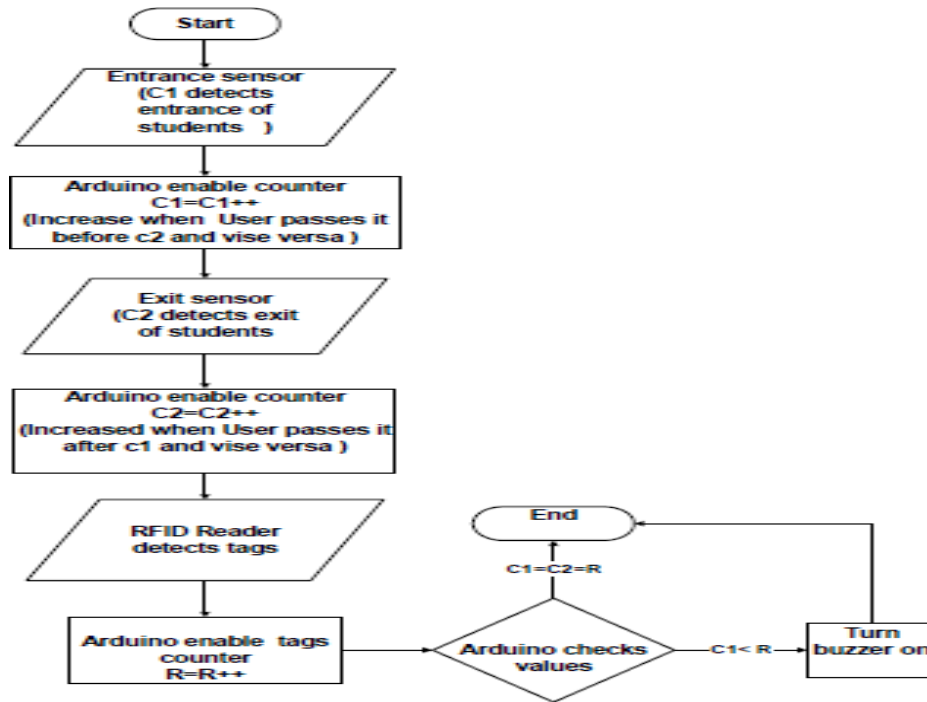 Start
Entrance sensor
(C1 detects
entrance of
students )
Arduino enable counter
C1=C1++
(Increase when User passes it
before c2 and vise versa )
Exit sensor
(C2 detects exit
of students
Arduino enable counter
C2=C2++
(Increased when User passes it
after c1 and vise versa )
RFID Reader
detects tags
Arduino enable tags
counter
R=R++
Arduino checks
values
C1=C2=R
End
C1< R
Turn
buzzer on